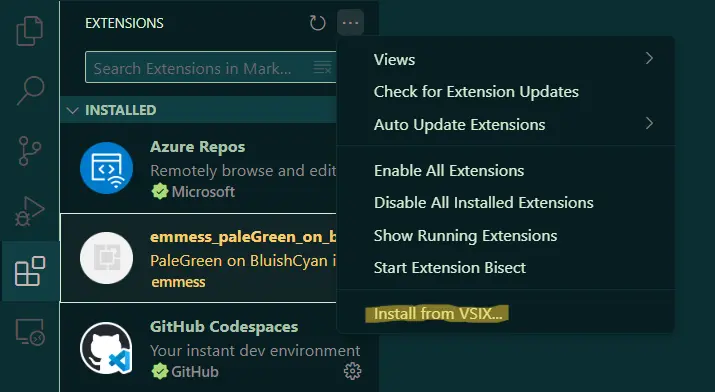 EXTENSIONS
Search Extensions in Mark...
INSTALLED
Azure Repos
Remotely browse and edit
Microsoft
emmess_paleGreen_on_b
PaleGreen on BluishCyan i
emmess
GitHub Codespaces
Your instant dev environment
GitHub
Views
Check for Extension Updates
Auto Update Extensions
Enable All Extensions
Disable All Installed Extensions
Show Running Extensions
Start Extension Bisect
Install from VSIX...